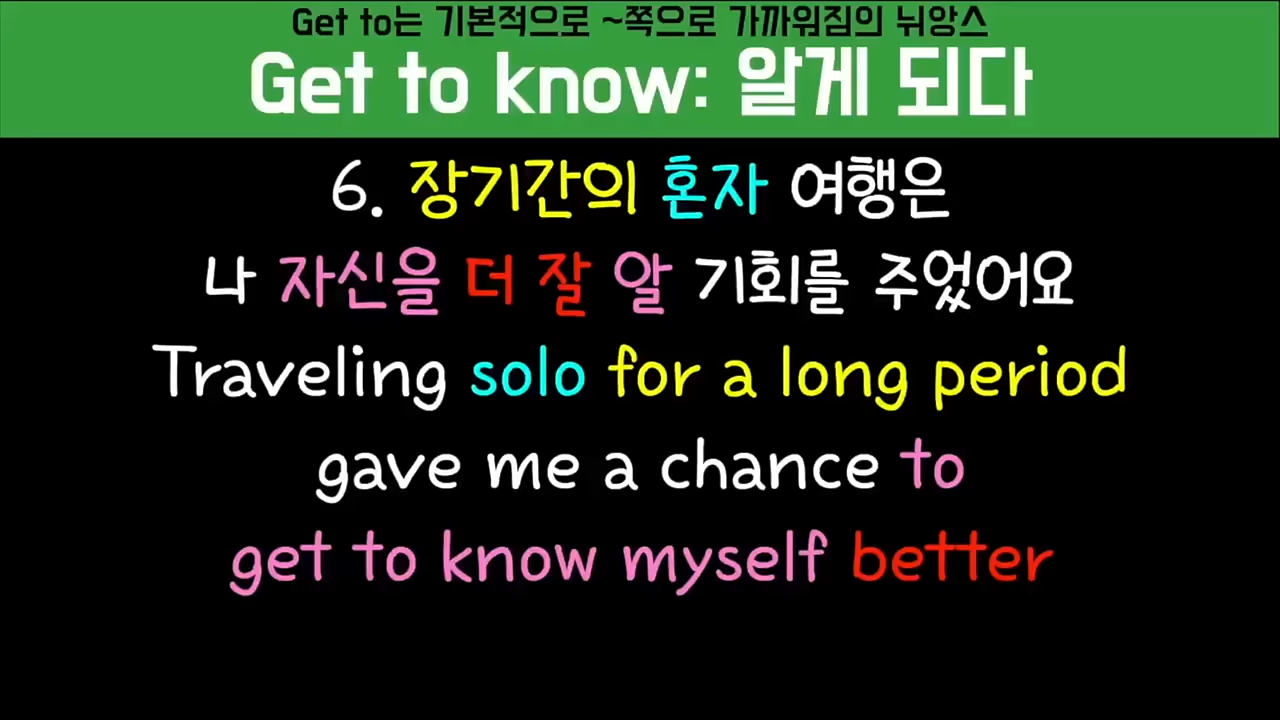 Get to는 기본적으로 ~쪽으로 가까워짐의 뉘앙스
Get to know: 알게 되다
6. 장기간의 혼자 여행은
나 자신을 더 잘 알 기회를 주었어요
Traveling solo for a long period
gave me a chance to
get to know myself better